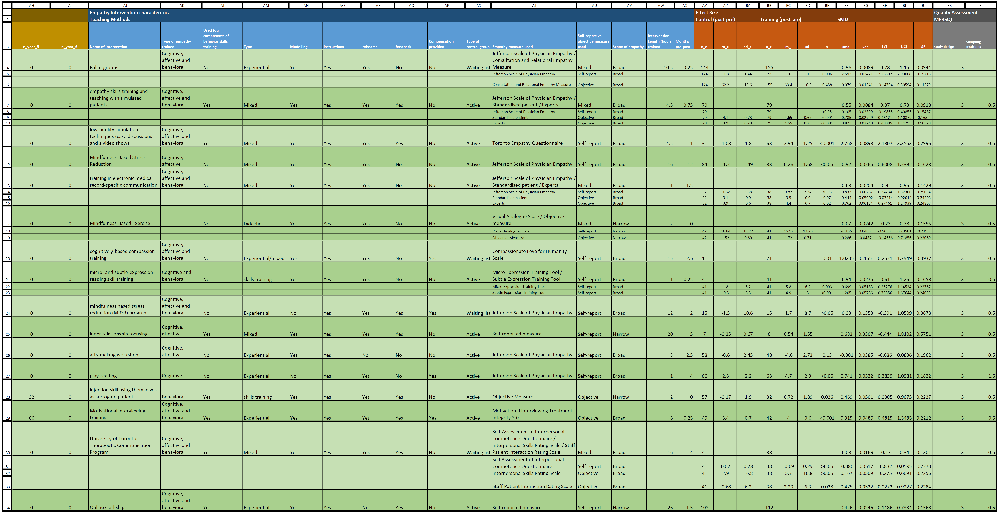 AH AI AJ AK AL AM AN AO AP AQ AR AS AT AU AV AW AX AY AZ BA BB BC BD BE BF BG BH BI BJ BK BL
1 Empathy Intervention characteritics Effect Size Quality Assessment
2 Teaching Methods Control (post-pre) Training (post-pre) SMD MERSQI
Used four
components of Self-report vs. Intervention
behavior skills Type of empathy Compensation Type of objective measure Length (hours Months Sampling
3 n_year_5 n_year_6 Name of intervention trained training Type Modelling instructions rehearsal feedback provided control group Empathy measure used used Scope of empathy trained) pre-post n_c m_c sd_c n_t m_ sd p smd var LCI UCI SE Study design Institions
Cognitive, Jefferson Scale of Physician Empathy /
affective and Consultation and Relational Empathy
4 0 0 Balint groups behavioral No Experiential Yes Yes Yes No No Waiting list Measure Mixed Broad 10.5 0.25 144 155 0.96 0.0089 0.78 1.15 0.0944 3 1
5 Jefferson Scale of Physician Empathy Self-report Broad 144 -1.8 1.44 155 1.6 1.18 0.006 2.592 0.02471 2.28392 2.90008 0.15718
6 Consultation and Relational Empathy Measure Objective Broad 144 62.2 13.6 155 63.4 16.5 0.488 0.079 0.01341 -0.14794 0.30594 0.11579
empathy skills training and Cognitive,
teaching with simulated affective and Jefferson Scale of Physician Empathy /
7 0 0 patients behavioral Yes Mixed Yes Yes Yes Yes No Active Standardised patient / Experts Mixed Broad 4.5 0.75 79 79 0.55 0.0084 0.37 0.73 0.0918 3 0.5
8 Jefferson Scale of Physician Empathy Self-report Broad 79 79 >0.05 0.105 0.02399 -0.19855 0.40855 0.15487
9 Standardised patient Objective Broad 79 4.1 0.73 79 4.65 0.67 <0.001 0.785 0.02729 0.46121 1.10879 0.1652
10 Experts Objective Broad 79 3.9 0.79 79 4.55 0.79 <0.001 0.823 0.02749 0.49805 1.14795 0.16579
low-fidelity simulation Cognitive,
techniques (case discussions affective and
11 0 0 and a video show) behavioral Yes Mixed Yes Yes Yes Yes No Active Toronto Empathy Questionnaire Self-report Broad 4.5 1 31 -1.08 1.8 63 2.94 1.25 <0.001 2.768 0.0898 2.1807 3.3553 0.2996 3 0.5
Mindfulness-Based Stress Cognitive,
12 0 0 Reduction affective No Mixed Yes Yes Yes No No Active Jefferson Scale of Physician Empathy Self-report Broad 16 12 84 -1.2 1.49 83 0.26 1.68 <0.05 0.92 0.0265 0.6008 1.2392 0.1628 3 0.5
Cognitive,
training in electronic medical affective and Jefferson Scale of Physician Empathy /
13 0 0 record-specific communication behavioral No Mixed Yes Yes Yes No No Active Standardised patient / Experts Mixed Broad 1 1.5 0.68 0.0204 0.4 0.96 0.1429 3 0.5
14 Jefferson Scale of Physician Empathy Self-report Broad 32 -1.62 3.58 38 0.82 2.24 <0.05 0.833 0.06267 0.34234 1.32366 0.25034
15 Standardised patient Objective Broad 32 3.1 0.9 38 3.5 0.9 0.07 0.444 0.05902 -0.03214 0.92014 0.24293
16 Experts Objective Broad 32 3.9 0.6 38 4.4 0.7 0.02 0.762 0.06184 0.27461 1.24939 0.24867
Visual Analogue Scale / Objective
17 0 0 Mindfulness-Based Exercise No Didactic Yes Yes Yes No No Active measure Mixed Narrow 2 0 0.07 0.0242 -0.23 0.38 0.1556 3 0.5
18 Visual Analogue Scale Self-report Narrow 42 46.84 11.72 41 45.12 13.73 -0.135 0.04831 -0.56581 0.29581 0.2198
19 Objective Measure Objective Narrow 42 1.52 0.69 41 1.72 0.71 0.286 0.0487 -0.14656 0.71856 0.22069
Cognitive,
cognitively-based compassion affective and Compassionate Love for Humanity
20 0 0 training behavioral No Experiential/mixed Yes Yes Yes No Yes Waiting list Scale Self-report Broad 15 2.5 11 21 0.01 1.0235 0.155 0.2521 1.7949 0.3937 3 0.5
micro- and subtle-expression Cognitive and Micro Expression Training Tool /
21 0 0 reading skill training behavioral No skills training Yes Yes Yes No No Active Subtle Expression Training Tool Self-report Broad 1 0.25 41 41 0.94 0.0275 0.61 1.26 0.1658 3 0.5
22 Micro Expression Training Tool Self-report Broad 41 1.8 5.2 41 5.8 6.2 0.003 0.699 0.05183 0.25276 1.14524 0.22767
23 Subtle Expression Training Tool Self-report Broad 41 -0.3 3.5 41 4.9 5 <0.001 1.205 0.05786 0.73356 1.67644 0.24053
Cognitive,
mindfulness based stress affective and
24 0 0 reduction (MBSR) program behavioral No Experiential No Yes Yes Yes Yes Waiting list Jefferson Scale of Physician Empathy Self-report Broad 12 2 15 -1.5 10.6 15 1.7 8.7 >0.05 0.33 0.1353 -0.391 1.0509 0.3678 3 0.5
Cognitive,
25 0 0 inner relationship focusing affective Yes Mixed Yes Yes Yes Yes No Active Self-reported measure Self-report Narrow 20 5 7 -0.25 0.67 6 0.54 1.55 0.683 0.3307 -0.444 1.8102 0.5751 3 0.5
Cognitive,
26 0 0 arts-making workshop affective No Experiential Yes Yes No No No Active Jefferson Scale of Physician Empathy Self-report Broad 3 2.5 58 -0.6 2.45 48 -4.6 2.73 0.13 -0.301 0.0385 -0.686 0.0836 0.1962 3 0.5
27 0 0 play-reading Cognitive No Experiential No Yes Yes No Yes Active Jefferson Scale of Physician Empathy Self-report Broad 1 4 66 2.8 2.2 63 4.7 2.9 <0.05 0.741 0.0332 0.3839 1.0981 0.1822 3 1.5
injection skill using themselves
28 32 0 as surrogate patients Behavioral Yes skills training Yes Yes Yes Yes No Active Objective Measure Objective Narrow 2 0 57 -0.17 1.9 32 0.72 1.89 0.036 0.469 0.0501 0.0305 0.9075 0.2237 3 0.5
Cognitive,
Motivational interviewing affective and Motivational Interviewing Treatment
29 66 0 training behavioral Yes Experiential Yes Yes Yes Yes Yes Active Integrity 3.0 Objective Broad 8 0.25 49 3.4 0.7 42 4 0.6 <0.001 0.915 0.0489 0.4815 1.3485 0.2212 3 0.5
Self-Assessment of Interpersonal
University of Toronto's Cognitive, Competence Questionnaire /
Therapeutic Communication affective and Interpersonal Skills Rating Scale / Staff-
30 0 0 Program behavioral Yes Mixed Yes Yes Yes Yes No Waiting list Patient Interaction Rating Scale Mixed Broad 16 4 41 38 0.08 0.0169 -0.17 0.34 0.1301 3 0.5
Self Assessment of Interpersonal
31 Competence Questionnaire Self-report Broad 41 0.02 0.28 38 -0.09 0.29 >0.05 -0.386 0.0517 -0.832 0.0595 0.2273
32 Interpersonal Skills Rating Scale Objective Broad 41 2.9 16.8 38 5.7 16.8 >0.05 0.167 0.0509 -0.275 0.6091 0.2256
33 Staff-Patient Interaction Rating Scale Objective Broad 41 -0.68 6.2 38 2.29 6.3 0.038 0.475 0.0522 0.0273 0.9227 0.2284
Cognitive,
affective and
34 0 0 Online clerkship behavioral Yes Experiential Yes Yes No Yes No Active Self-reported measure Self-report Narrow 26 1.5 103 112 0.426 0.0246 0.1186 0.7334 0.1568 3 0.5